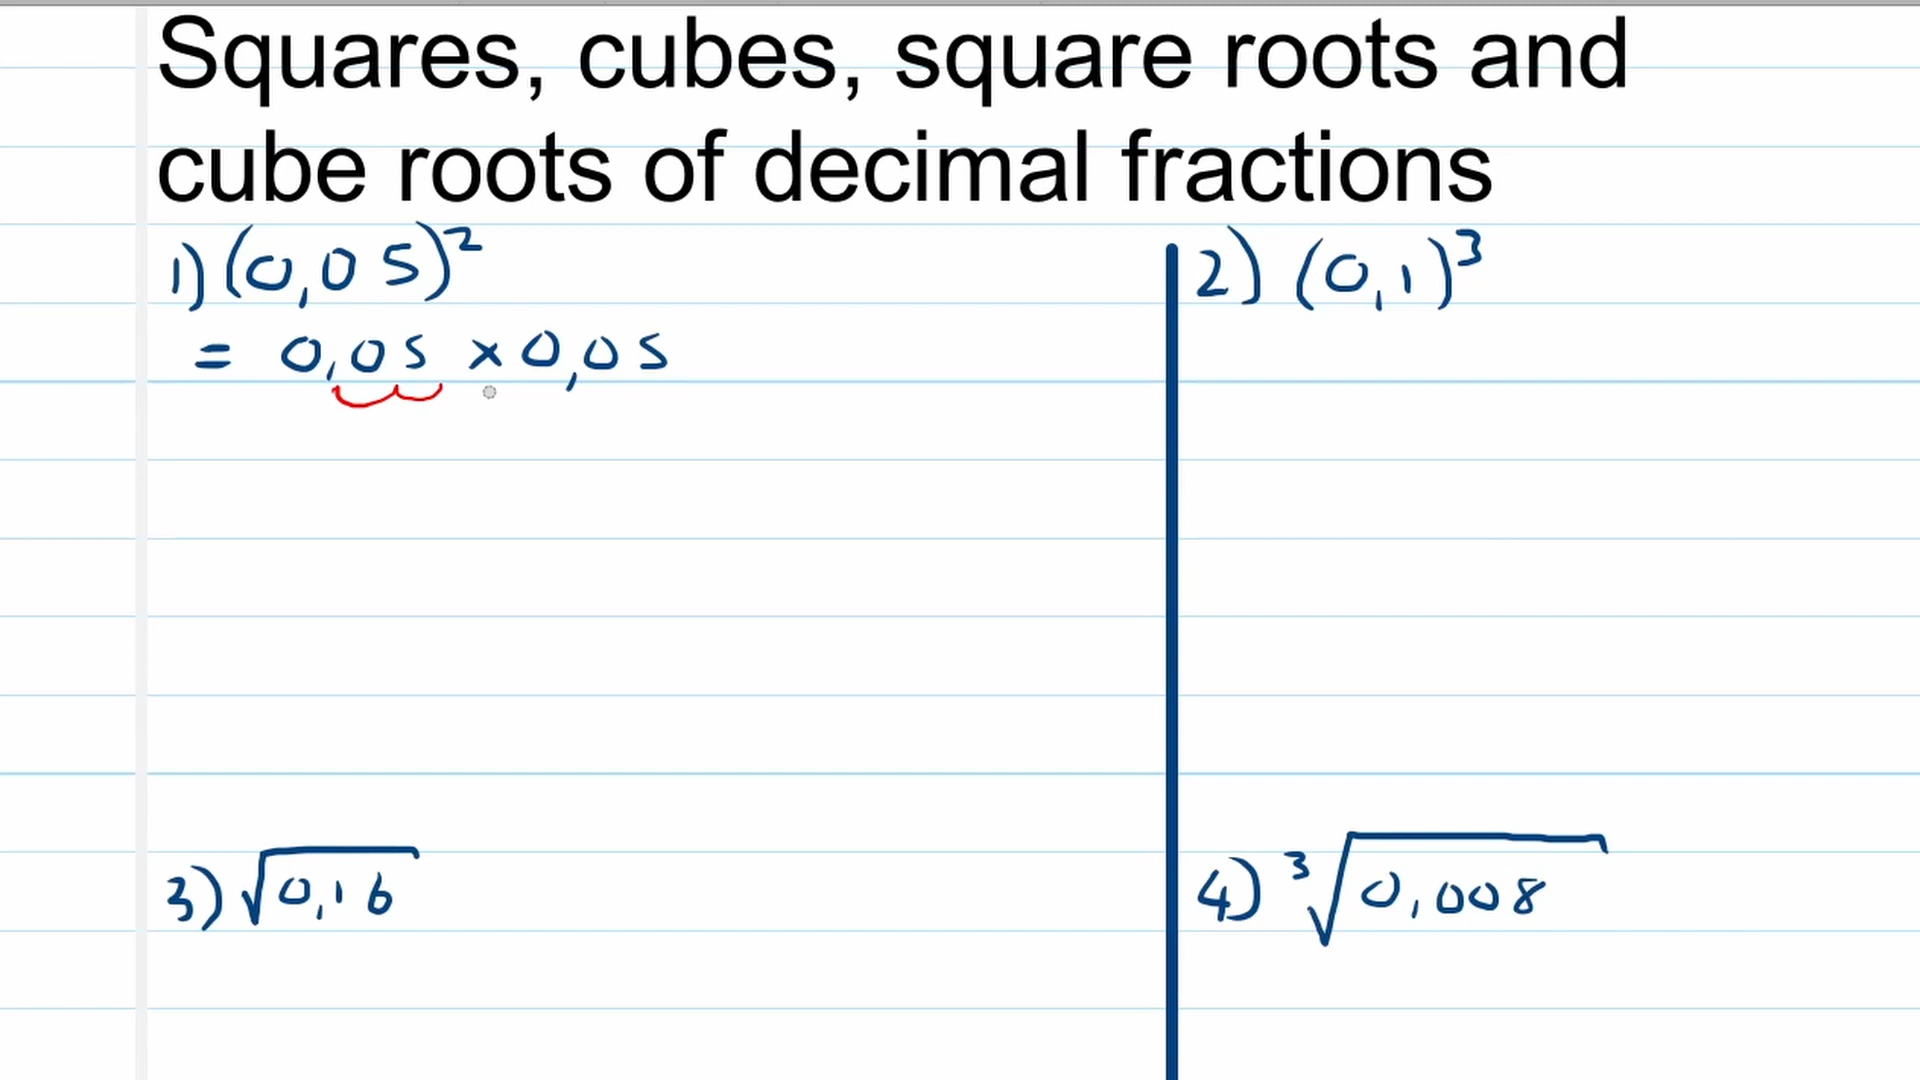 Squares, cubes, square roots and
cube roots of decimal fractions
1) (0,05)²
= 0,05 × 0,05
2) (0,1)³
3) √0,16
4) ³√0,008